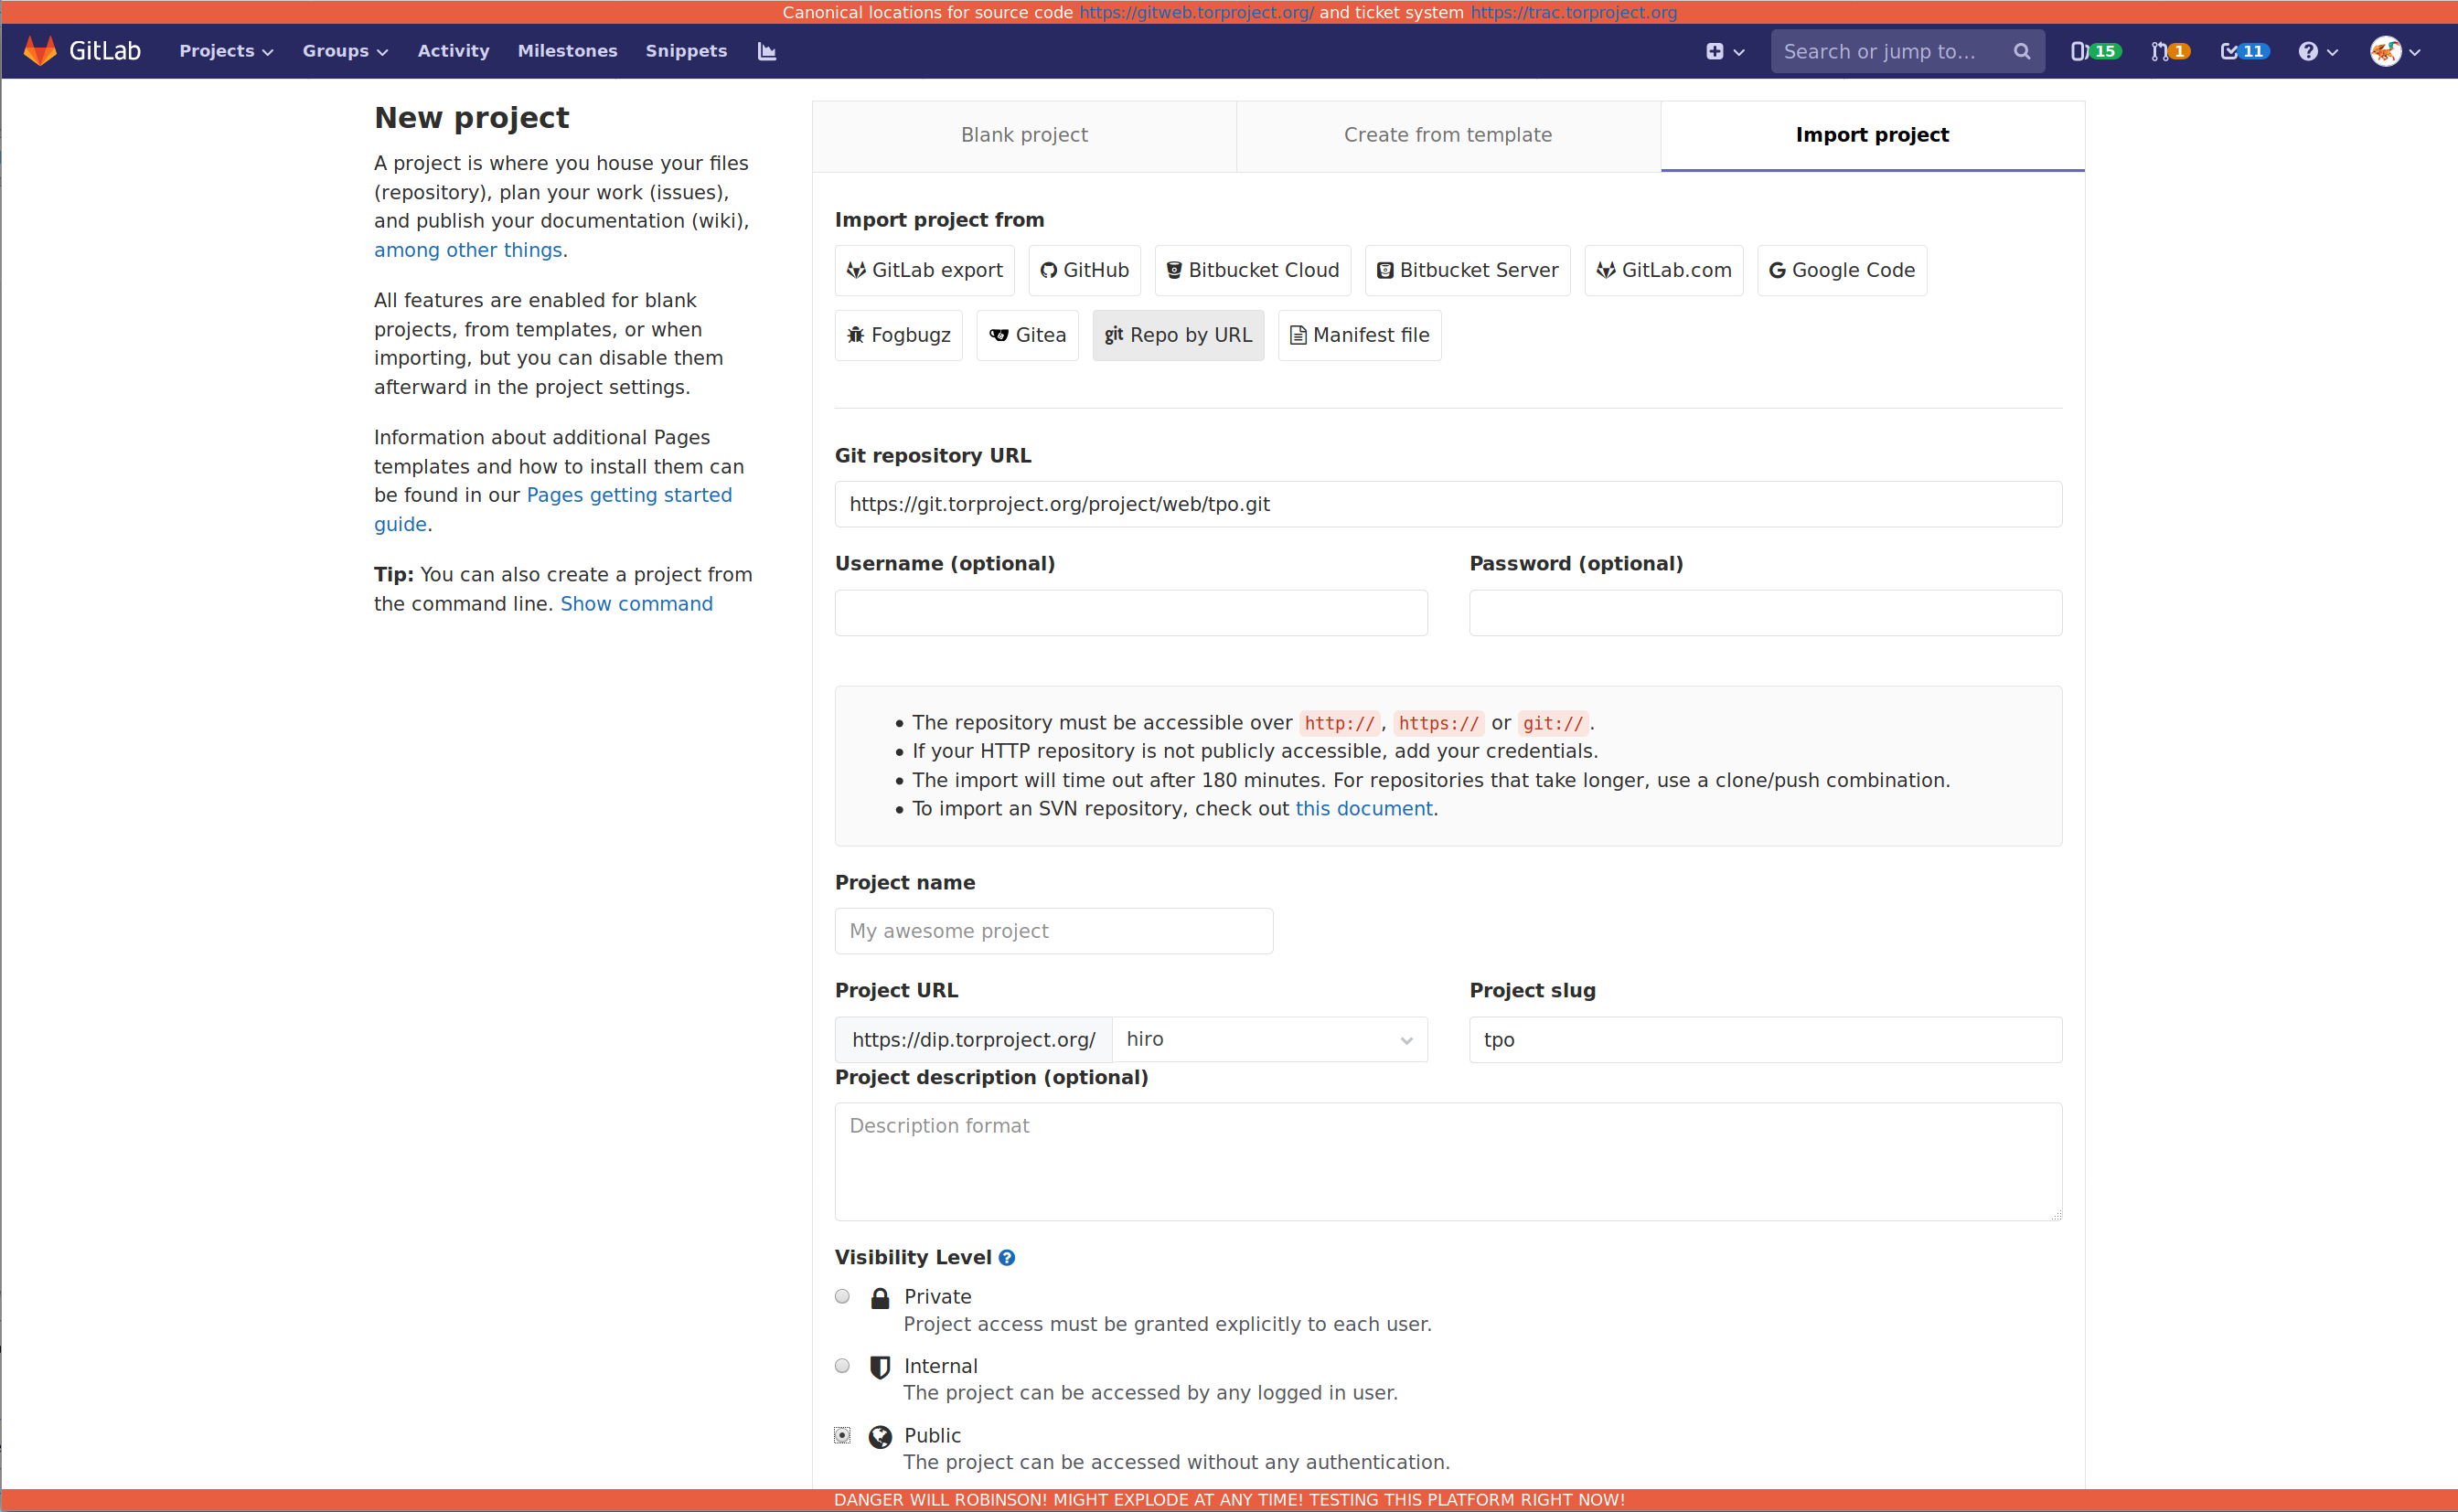 Canonical locations for source code https://gitweb.torproject.org/ and ticket system https://trac.torproject.org
GitLab Projects Groups Activity Milestones Snippets Search or jump to... 15 1 11
New project
A project is where you house your files
(repository), plan your work (issues),
and publish your documentation (wiki),
among other things.
All features are enabled for blank
projects, from templates, or when
importing, but you can disable them
afterward in the project settings.
Information about additional Pages
templates and how to install them can
be found in our Pages getting started
guide.
Tip: You can also create a project from
the command line. Show command
Blank project Create from template Import project
Import project from
GitLab export GitHub Bitbucket Cloud Bitbucket Server GitLab.com Google Code
Fogbugz Gitea git Repo by URL Manifest file
Git repository URL
https://git.torproject.org/project/web/tpo.git
Username (optional) Password (optional)
The repository must be accessible over http://, https:// or git://.
If your HTTP repository is not publicly accessible, add your credentials.
The import will time out after 180 minutes. For repositories that take longer, use a clone/push combination.
To import an SVN repository, check out this document.
Project name
My awesome project
Project URL Project slug
https://dip.torproject.org/ hiro tpo
Project description (optional)
Description format
Visibility Level
Private
Project access must be granted explicitly to each user.
Internal
The project can be accessed by any logged in user.
Public
The project can be accessed without any authentication.
DANGER WILL ROBINSON! MIGHT EXPLODE AT ANY TIME! TESTING THIS PLATFORM RIGHT NOW!